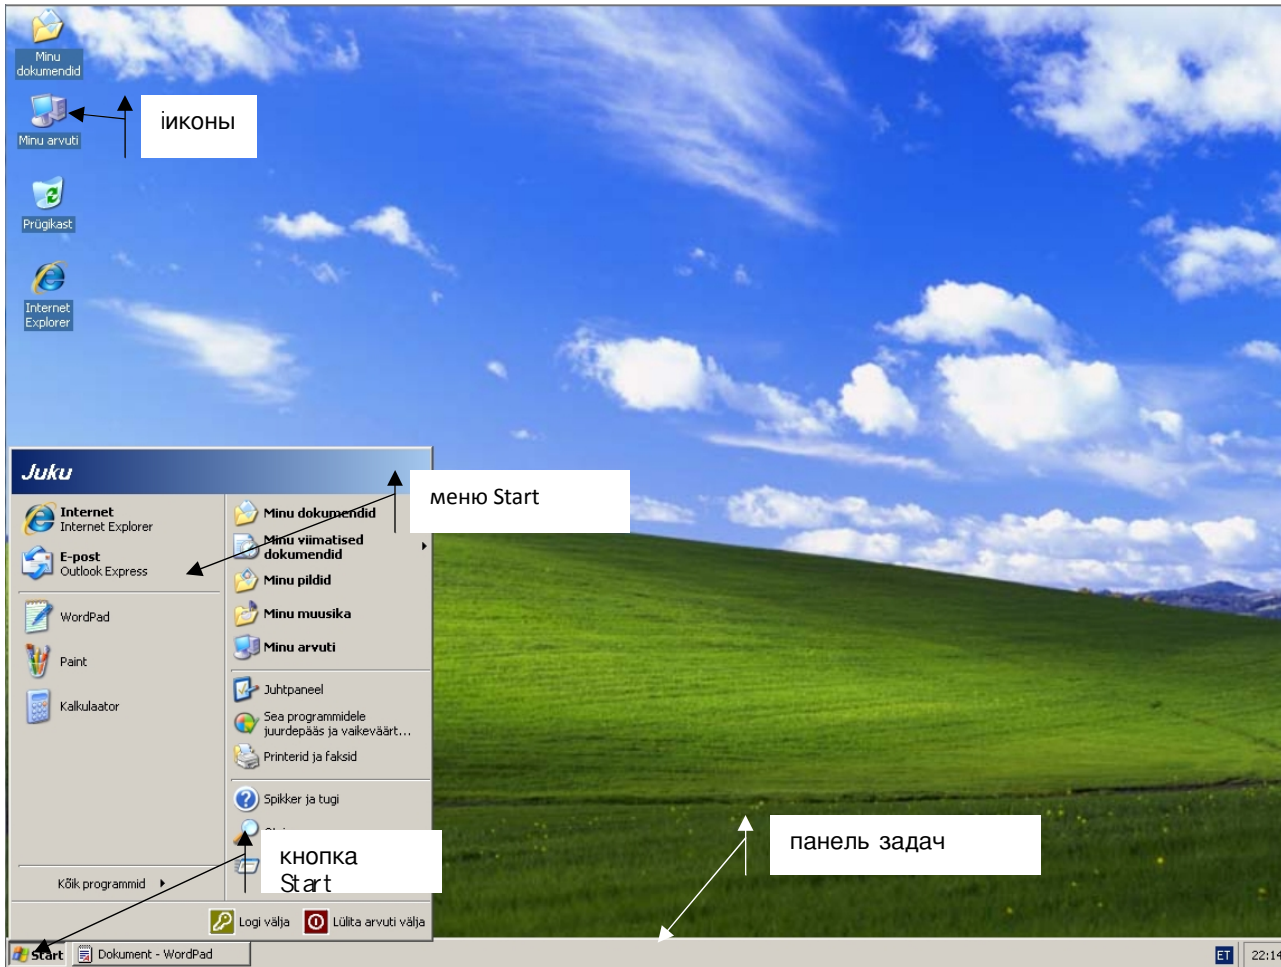 Minu
dokumendid
Minu arvuti
іиконы
Prügikast
Internet
Explorer
Juku
меню Start
Internet
Internet Explorer
E-post
Outlook Express
WordPad
Paint
Kalkulaator
Kõik programmid
Minu dokumendid
Minu viimatised
dokumendid
Minu pildid
Minu muusika
Minu arvuti
Juhtpaneel
Sea programmidele
juurdepääs ja vaikeväärt...
Printerid ja faksid
Spikker ja tugi
кнопка
Start
панель задач
Logi välja
Lülita arvuti välja
Start
Dokument - WordPad
ET
22:14